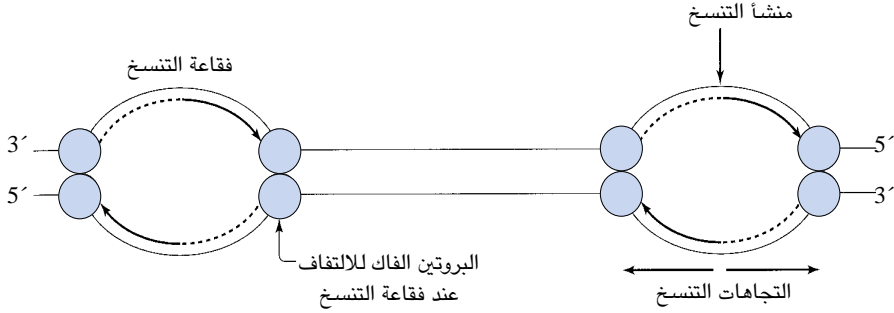 منشأ التنسخ
فقاعة التنسخ
3´
5´
5´
3´
البروتين الفاك للالتفاف
عند فقاعة التنسخ
التجاهات التنسخ